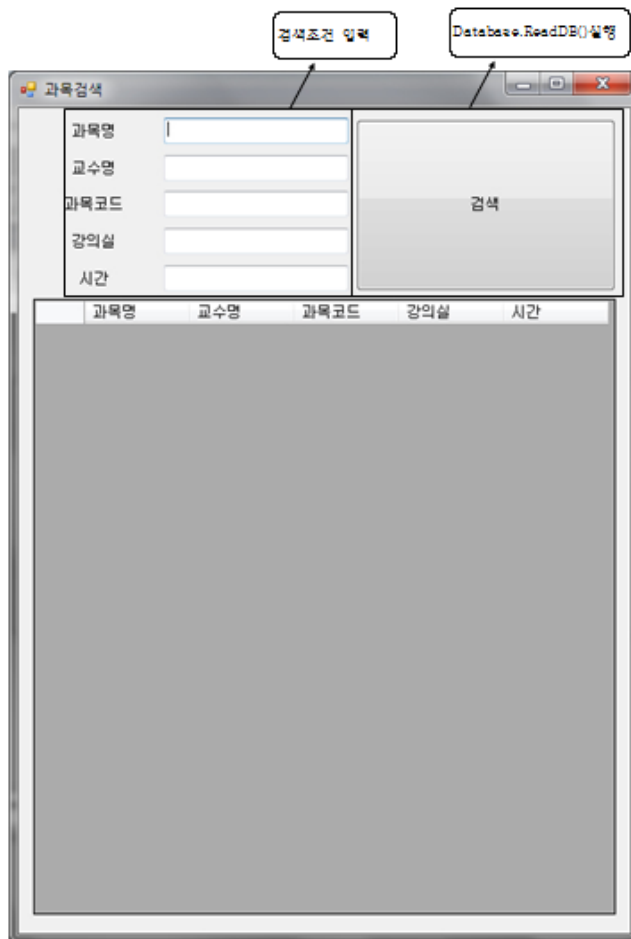 검색조건 입력
Database.ReadDB()실행
과목검색
과목명
교수명
과목코드
강의실
시간
검색
과목명 교수명 과목코드 강의실 시간